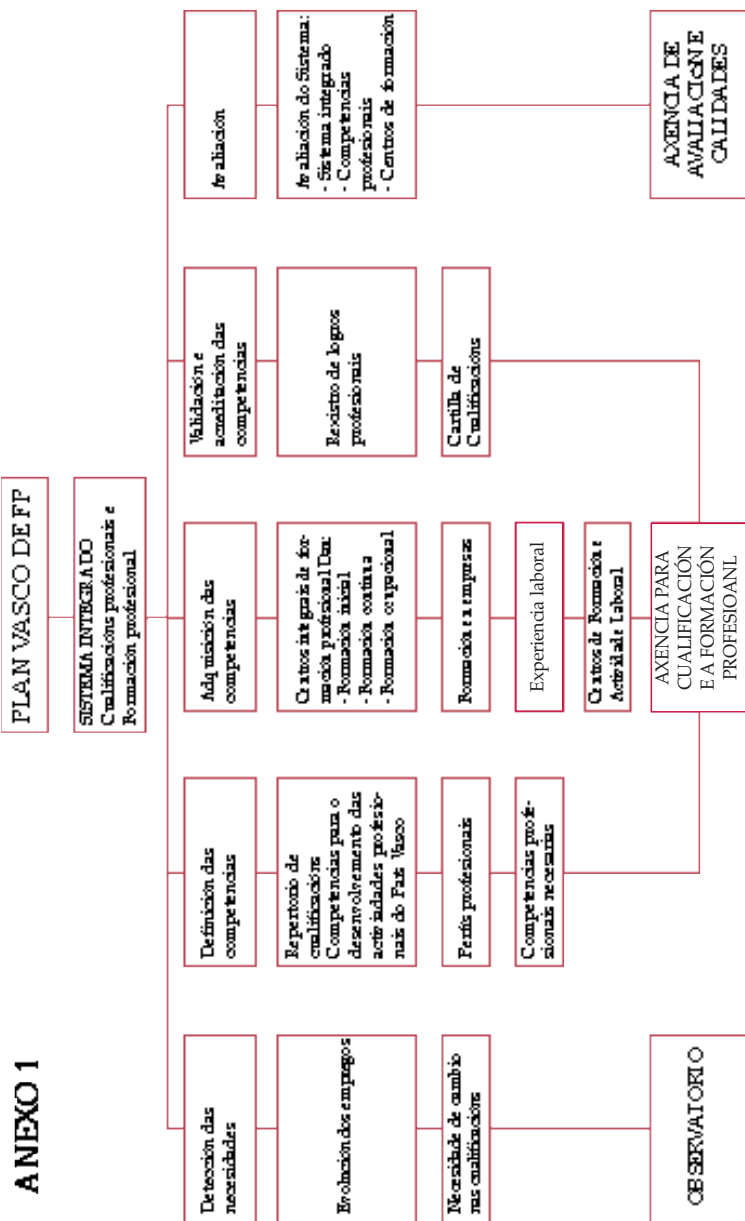 ANEXO 1
PLAN VASCO DE FP
SISTEMA INTEGRADO
Cualificacións profesionais e
Formación profesional
Detección das
necesidades
Evolución dos empregos
Necesidade de cambio
nas cualificacións
OBSERVATORIO
Definición das
competencias
Repertorio de
cualificacións
Competencias para o
desenvolvemento das
actividades profesio-
nais do País Vasco
Perfís profesionais
Competencias profe-
sionais necesarias
Adquisición das
competencias
Centros integrais de for-
mación profesional Dan:
- Formación inicial
- Formación continua
- Formación ocupacional
Formación en empresas
Experiencia laboral
Centros de Formación e
Actividade Laboral
AXENCIA PARA
CUALIFICACIÓN
E A FORMACIÓN
PROFESIOANL
Validación e
acreditación das
competencias
Rexistro de logros
profesionais
Cartilla de
Cualificacións
Avaliación
Avaliación do Sistema:
- Sistema integrado
- Competencias
profesionais
- Centros de formación
AXENCIA DE
AVALIACIÓN E
CALIDADES